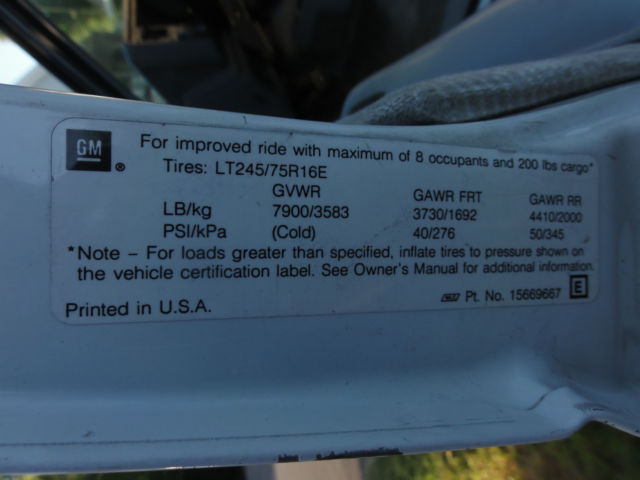 GM ® For improved ride with maximum of 8 occupants and 200 lbs cargo*
Tires: LT245/75R16E
GVWR GAWR FRT GAWR RR
LB/kg 7900/3583 3730/1692 4410/2000
PSI/kPa (Cold) 40/276 50/345
*Note - For loads greater than specified, inflate tires to pressure shown on
the vehicle certification label. See Owner's Manual for additional information.
Printed in U.S.A. Pt. No. 15669667 E